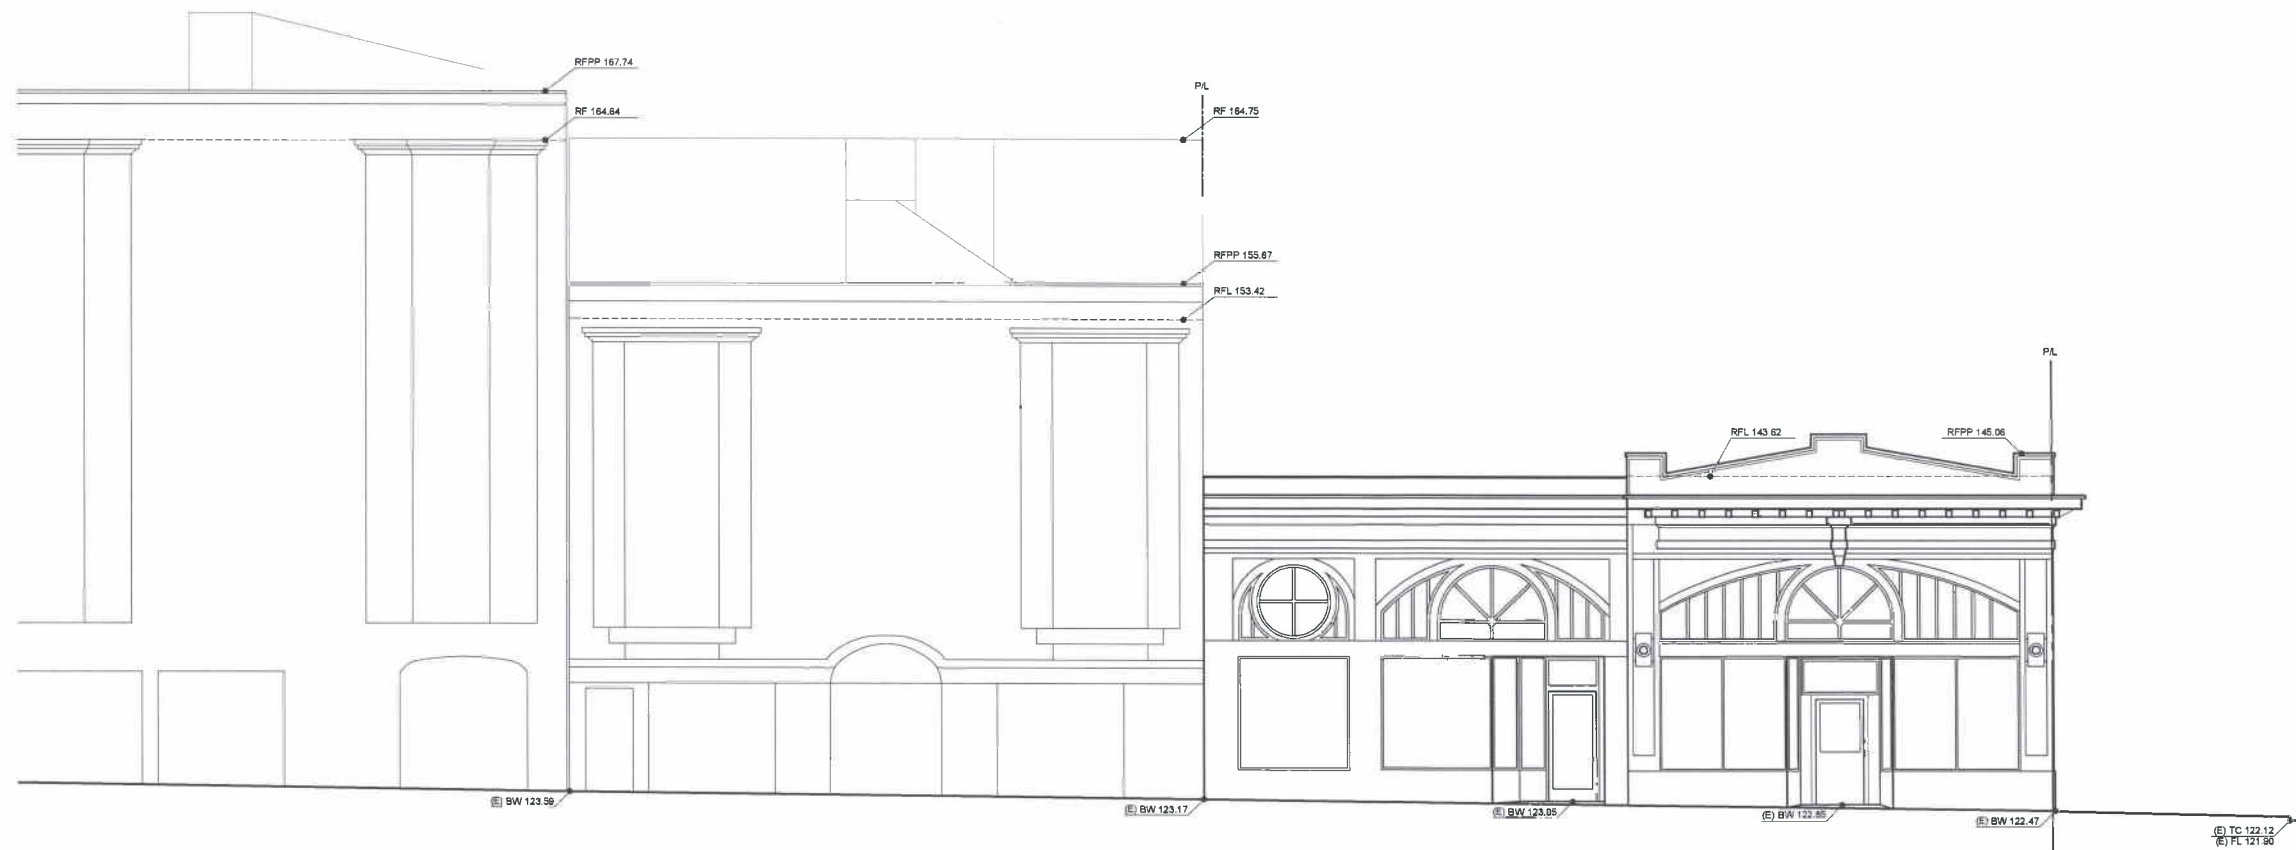 RFPP 167.74
P/L
RF 164.64
RF 164.75
RFPP 155.67
RFL 153.42
P/L
RFL 143.62
RFPP 145.06
(E) BW 123.59
(E) BW 123.17
(E) BW 123.05
(E) BW 122.85
(E) BW 122.47
(E) TC 122.12
(E) FL 121.90